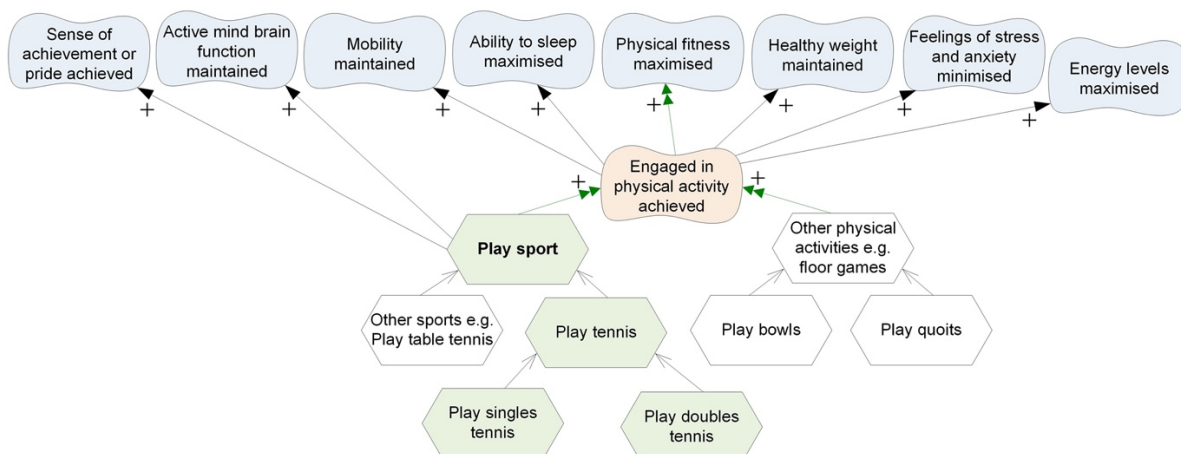 Sense of
achievement or
pride achieved
Active mind brain
function
maintained
Mobility
maintained
Ability to sleep
maximised
Physical fitness
maximised
Healthy weight
maintained
Feelings of stress
and anxiety
minimised
Energy levels
maximised
+
+
+
+
+
+
+
+
Engaged in
physical activity
achieved
+
+
Play sport
Other physical
activities e.g.
floor games
Other sports e.g.
Play table tennis
Play tennis
Play bowls
Play quoits
Play singles
tennis
Play doubles
tennis